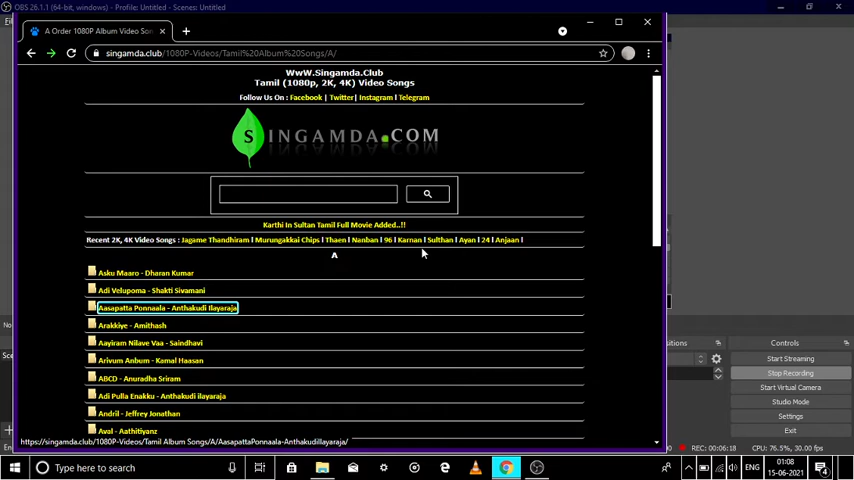 OBS 26.1.1 (64-bit, windows) - Profile: Untitled - Scenes: Untitled
A Order 1080P Album Video Son
singamda.club/1080P-Videos/Tamil%20Album%20Songs/A/
WwW.Singamda.Club
Tamil (1080p, 2K, 4K) Video Songs
Follow Us On : Facebook | Twitter| Instagram l Telegram
SINGAMDA.COM
Karthi In Sultan Tamil Full Movie Added..!!
Recent 2K, 4K Video Songs : Jagame Thandhiram l Murungakkai Chips l Thaen l Nanban l 96 l Karnan l Sulthan l Ayan l 24 l Anjaan l
A
Asku Maaro - Dharan Kumar
Adi Velupoma - Shakti Sivamani
Aasapatta Ponnaala - Anthakudi Ilayaraja
Arakkiye - Amithash
Aayiram Nilave Vaa - Saindhavi
Arivum Anbum - Kamal Haasan
ABCD - Anuradha Sriram
Adi Pulla Enakku - Anthakudi ilayaraja
Andril - Jeffrey Jonathan
Aval - Aathitiyanz
https://singamda.club/1080P-Videos/Tamil Album Songs/A/AasapattaPonnaala-AnthakudiIlayaraja/
Controls
Start Streaming
Stop Recording
Start Virtual Camera
Studio Mode
Settings
Exit
REC: 00:06:18
CPU: 76.5%, 30.00 fps
Type here to search
ENG
01:08
15-06-2021
4